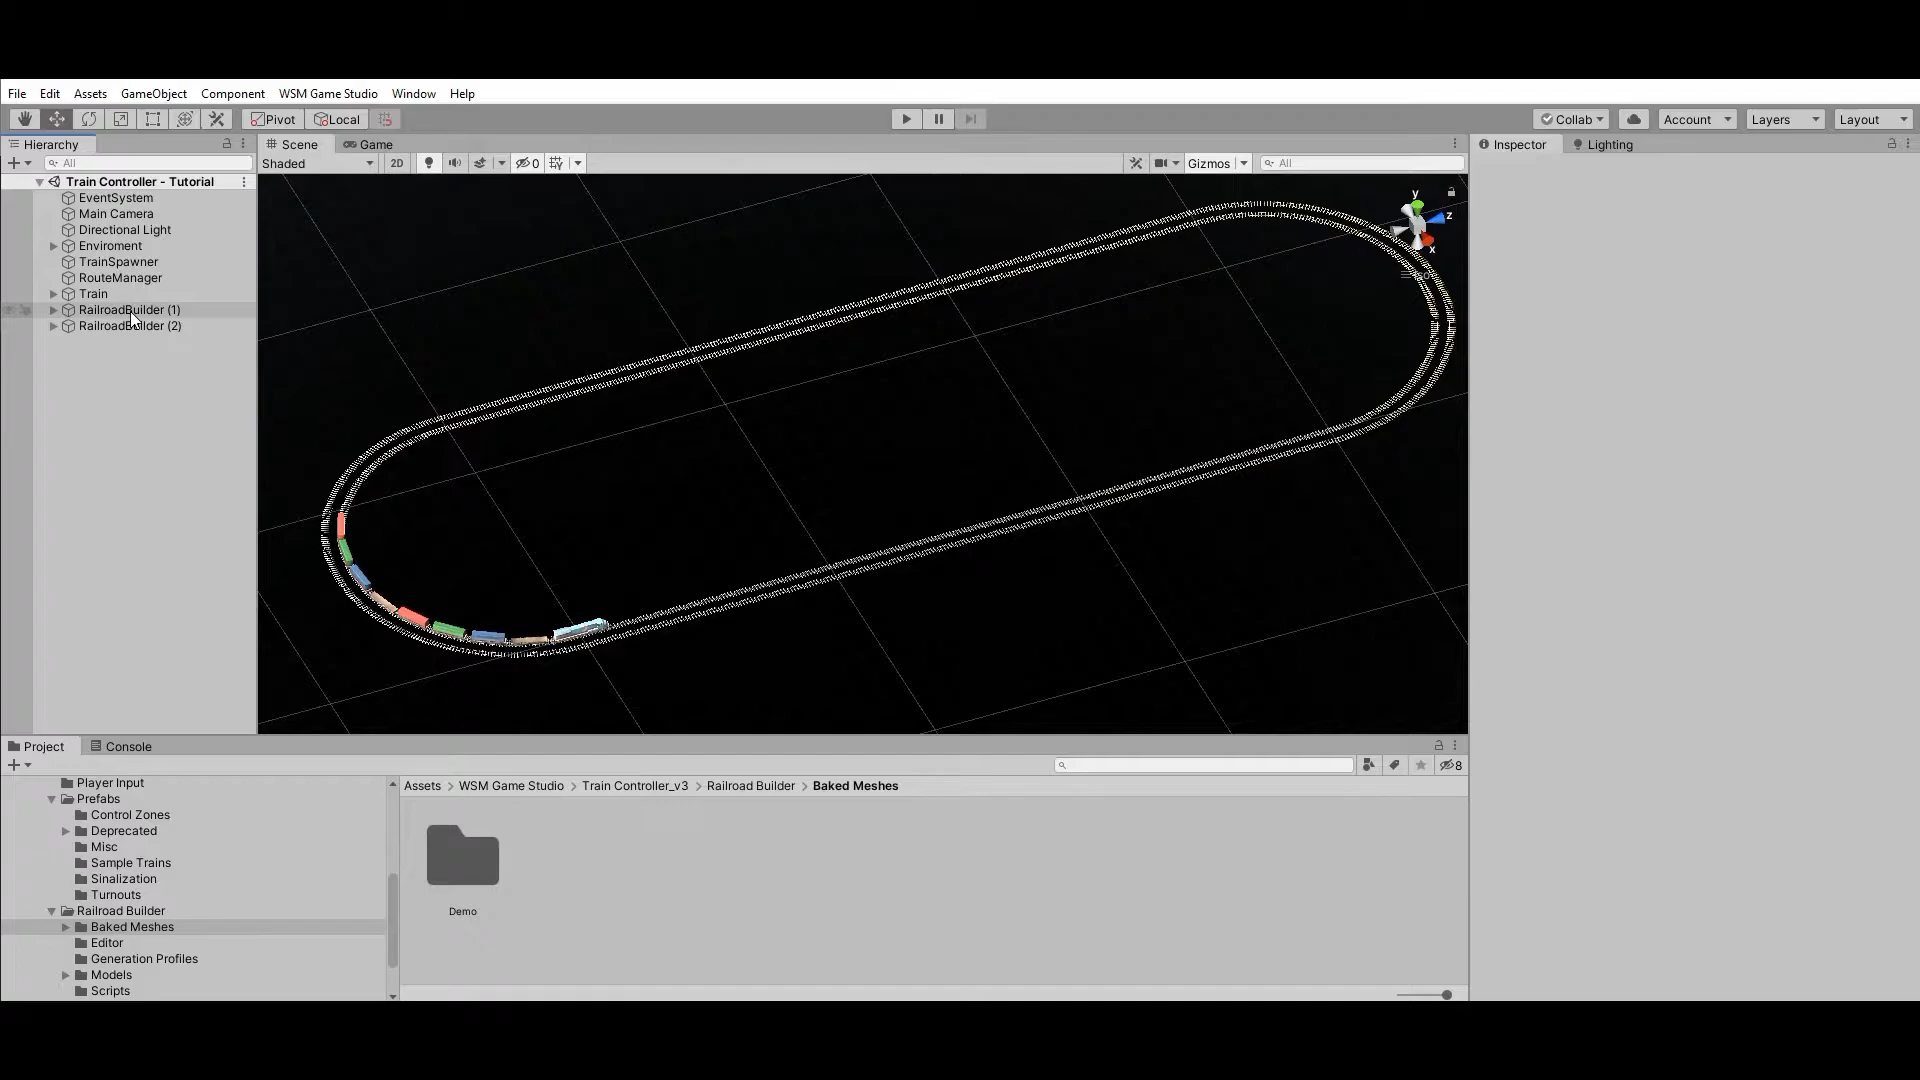 File Edit Assets GameObject Component WSM Game Studio Window Help
Pivot Local Collab Account Layers Layout
Hierarchy Scene Game Inspector Lighting
All Shaded 2D 0 Gizmos All
Train Controller - Tutorial
EventSystem
Main Camera
Directional Light
Enviroment
TrainSpawner
RouteManager
Train
RailroadBuilder (1)
RailroadBuilder (2)
y
z
x
Iso
Project Console
8
Player Input
Prefabs
Control Zones
Deprecated
Misc
Sample Trains
Sinalization
Turnouts
Railroad Builder
Baked Meshes
Editor
Generation Profiles
Models
Scripts
Assets > WSM Game Studio > Train Controller_v3 > Railroad Builder > Baked Meshes
Demo